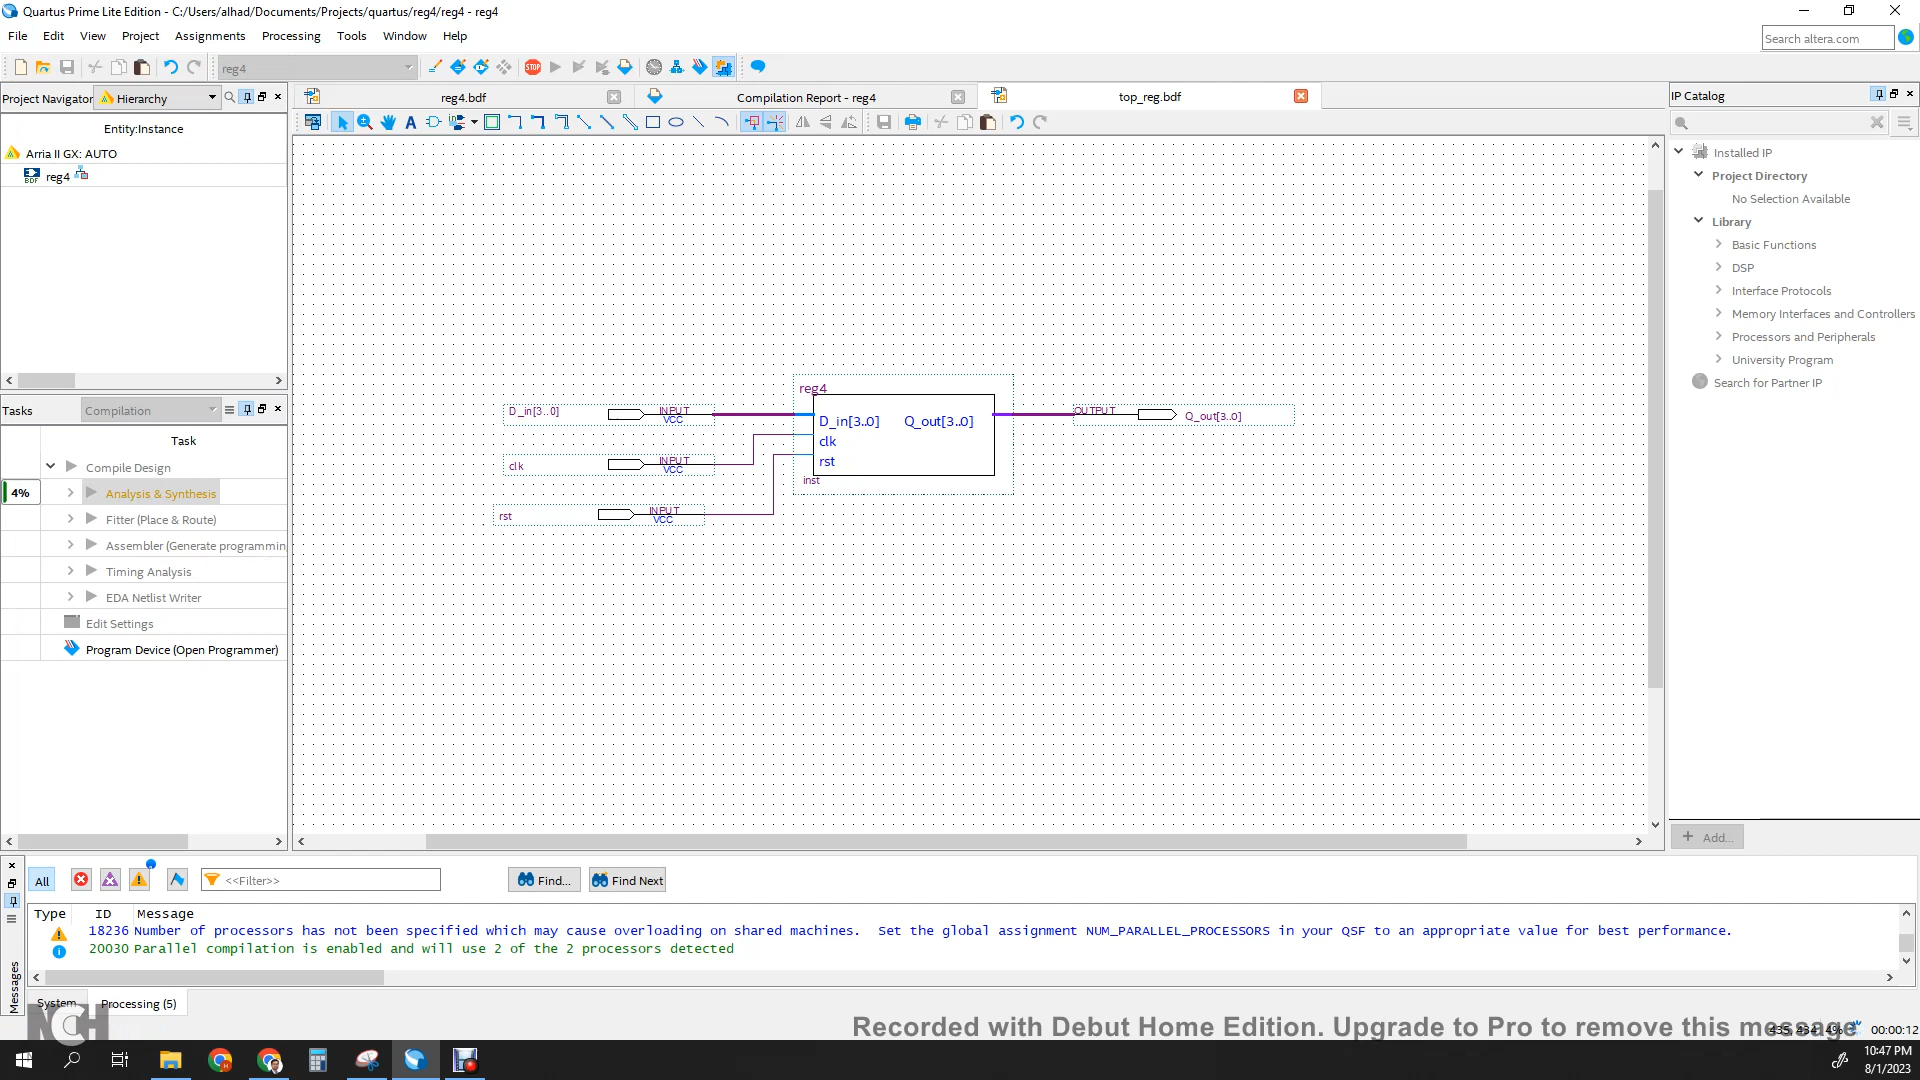 Quartus Prime Lite Edition - C:/Users/alhad/Documents/Projects/quartus/reg4/reg4 - reg4
File Edit View Project Assignments Processing Tools Window Help
Search altera.com
reg4
STOP
Project Navigator Hierarchy
reg4.bdf
Compilation Report - reg4
top_reg.bdf
IP Catalog
Entity:Instance
Arria II GX: AUTO
BDF reg4
Installed IP
Project Directory
No Selection Available
Library
Basic Functions
DSP
Interface Protocols
Memory Interfaces and Controllers
Processors and Peripherals
University Program
Search for Partner IP
Add...
Tasks Compilation
Task
Compile Design
4% Analysis & Synthesis
Fitter (Place & Route)
Assembler (Generate programmin
Timing Analysis
EDA Netlist Writer
Edit Settings
Program Device (Open Programmer)
reg4
D_in[3..0] INPUT
VCC
D_in[3..0] Q_out[3..0]
OUTPUT Q_out[3..0]
clk
clk INPUT
VCC
rst
inst
rst INPUT
VCC
All <<Filter>> Find... Find Next
Type ID Message
18236 Number of processors has not been specified which may cause overloading on shared machines. Set the global assignment NUM_PARALLEL_PROCESSORS in your QSF to an appropriate value for best performance.
20030 Parallel compilation is enabled and will use 2 of the 2 processors detected
Messages
System Processing (5)
NCH
Recorded with Debut Home Edition. Upgrade to Pro to remove this message
435, 434 4% 00:00:12
10:47 PM
8/1/2023